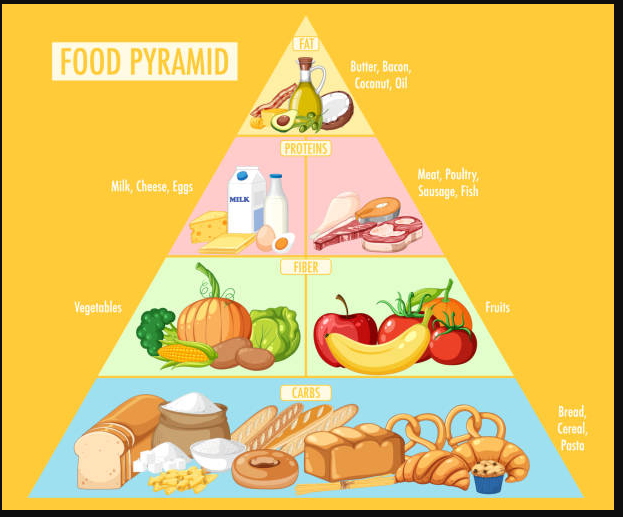 FOOD PYRAMID
FAT
Butter, Bacon,
Coconut, Oil
PROTEINS
Milk, Cheese, Eggs
MILK
Meat, Poultry,
Sausage, Fish
FIBER
Vegetables
Fruits
CARBS
Bread,
Cereal,
Pasta